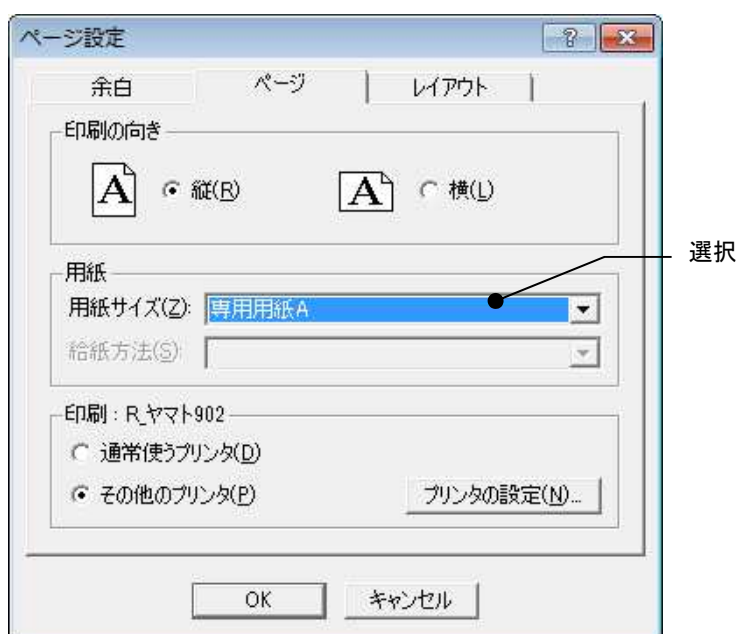 ページ設定
余白 ページ レイアウト
印刷の向き
A 縦(R) A 横(L)
選択
用紙
用紙サイズ(Z): 専用用紙A
給紙方法(S):
印刷 : R_ヤマト902
通常使うプリンタ(D)
その他のプリンタ(P) プリンタの設定(N)...
OK キャンセル